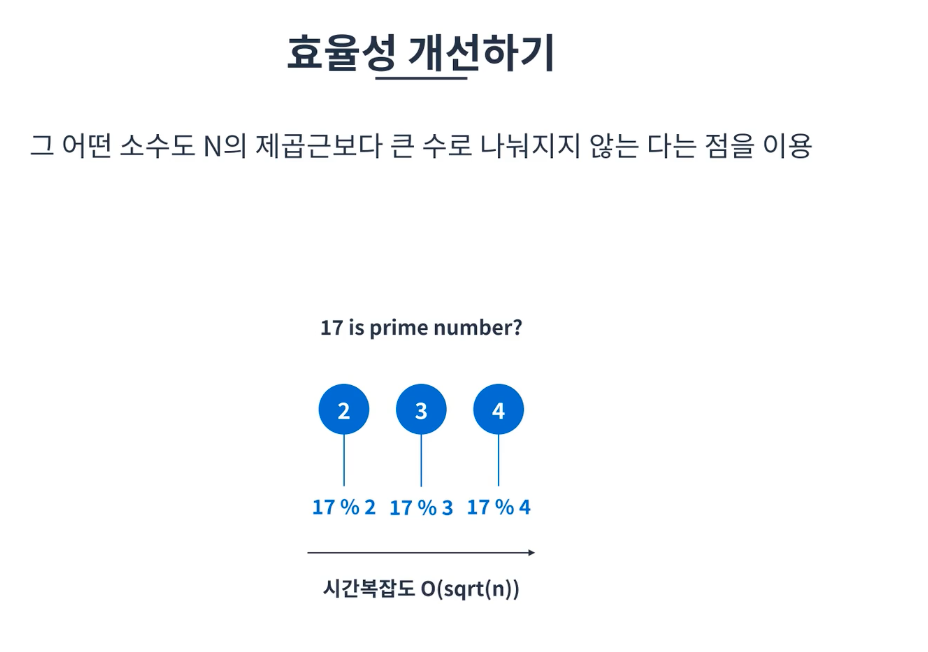 효율성 개선하기
그 어떤 소수도 N의 제곱근보다 큰 수로 나눠지지 않는 다는 점을 이용
17 is prime number?
2 3 4
17 % 2 17 % 3 17 % 4
시간복잡도 O(sqrt(n))